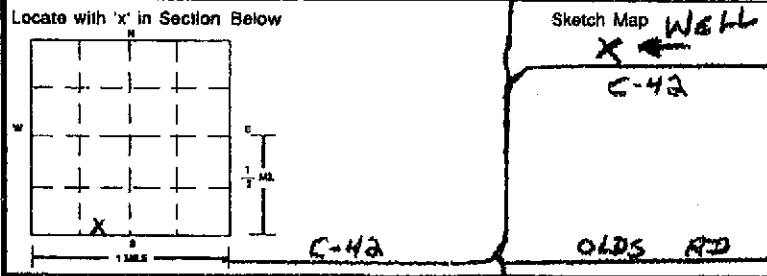 Locate with 'x' in Section Below
N
W
E
1/2 MI.
X
S
1 MILE
Sketch Map
WELL
X
C-42
C-42
OLDS RD